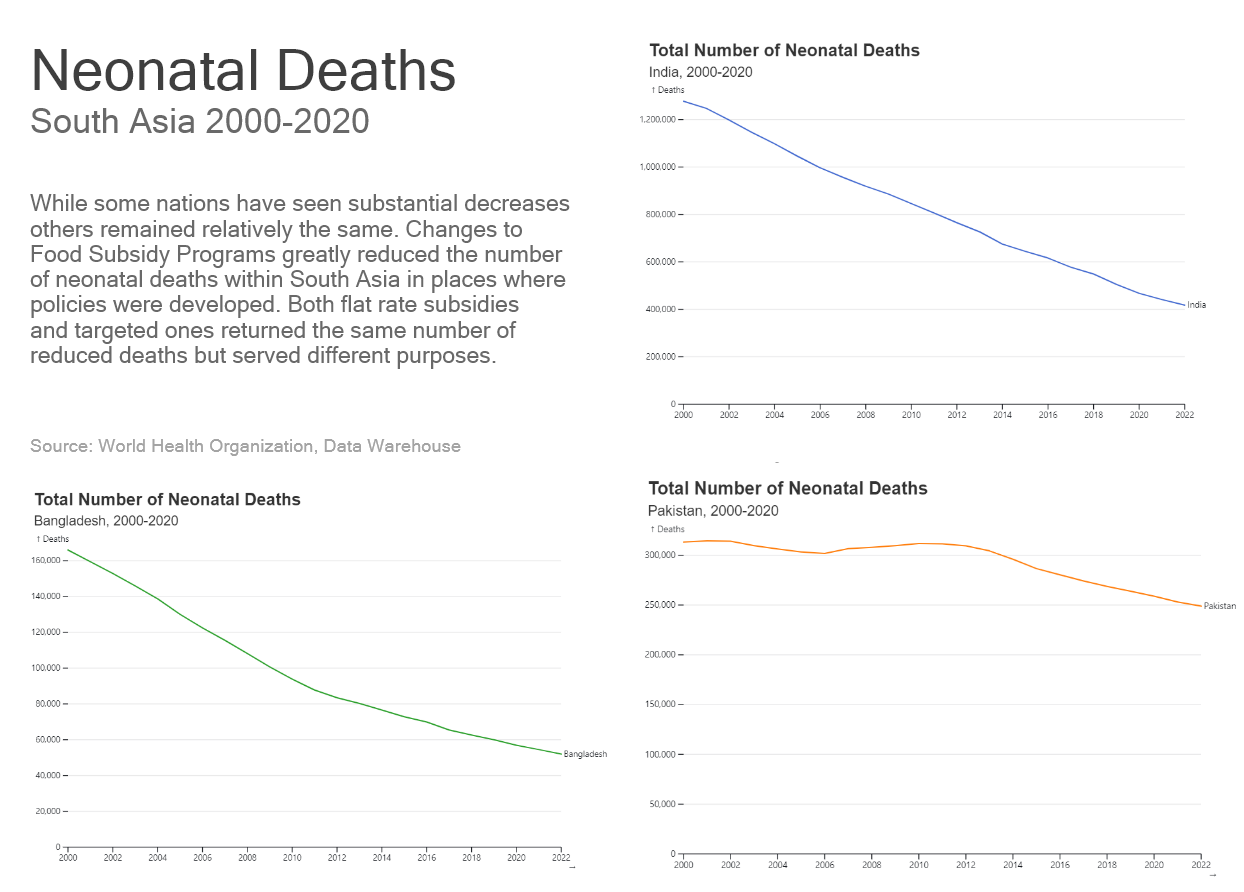 Neonatal Deaths
South Asia 2000-2020
While some nations have seen substantial decreases
others remained relatively the same. Changes to
Food Subsidy Programs greatly reduced the number
of neonatal deaths within South Asia in places where
policies were developed. Both flat rate subsidies
and targeted ones returned the same number of
reduced deaths but served different purposes.
Source: World Health Organization, Data Warehouse
Total Number of Neonatal Deaths
India, 2000-2020
↑ Deaths
1,200,000
1,000,000
800,000
600,000
400,000
200,000
0
India
2000 2002 2004 2006 2008 2010 2012 2014 2016 2018 2020 2022
Total Number of Neonatal Deaths
Bangladesh, 2000-2020
↑ Deaths
160,000
140,000
120,000
100,000
80,000
60,000
40,000
20,000
0
Bangladesh
2000 2002 2004 2006 2008 2010 2012 2014 2016 2018 2020 2022
→
Total Number of Neonatal Deaths
Pakistan, 2000-2020
↑ Deaths
300,000
250,000
200,000
150,000
100,000
50,000
0
Pakistan
2000 2002 2004 2006 2008 2010 2012 2014 2016 2018 2020 2022
→